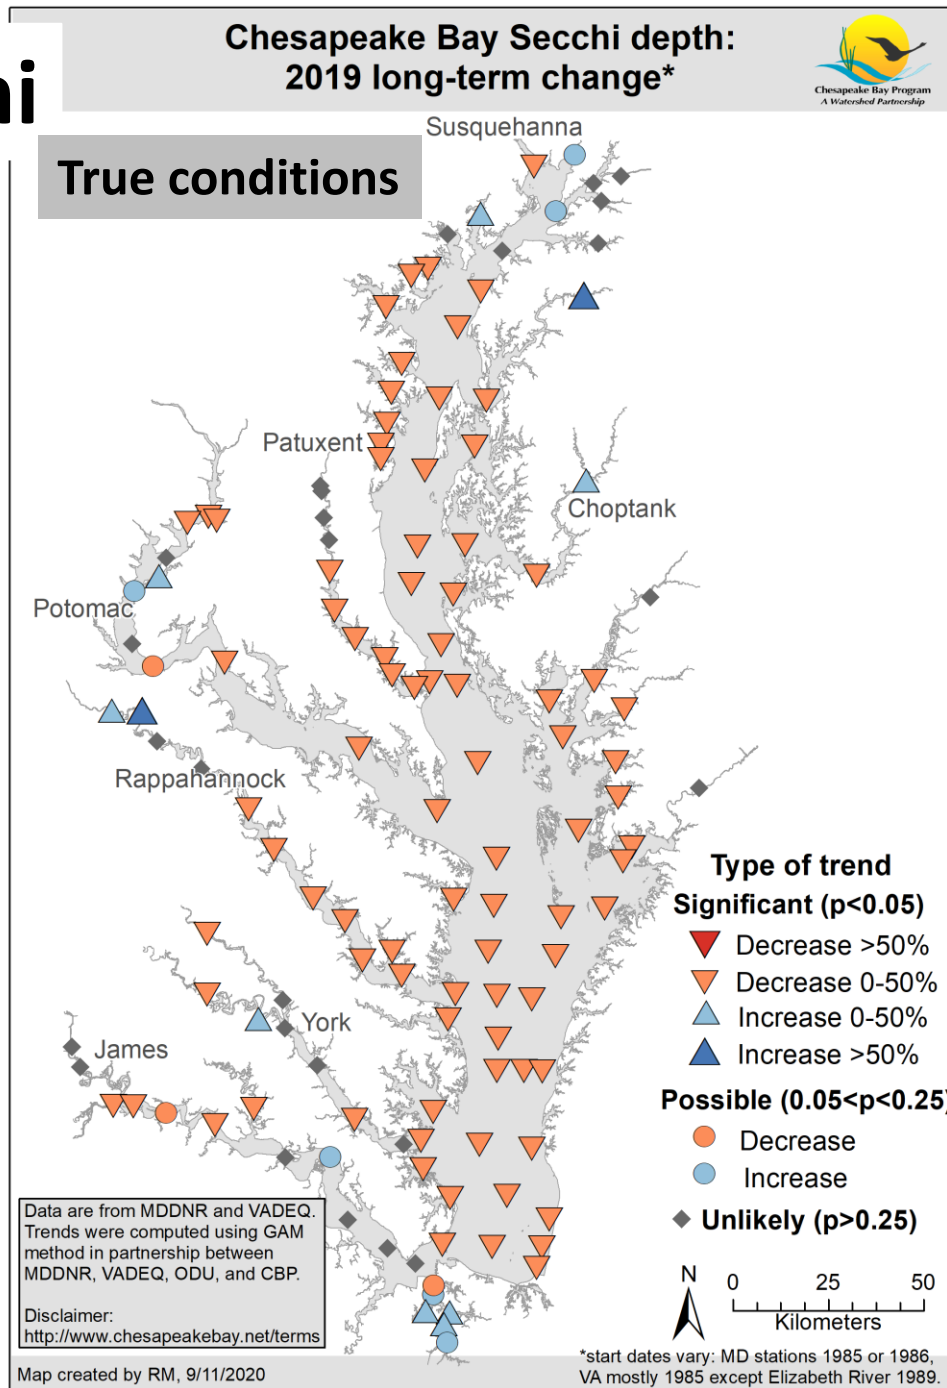 Chesapeake Bay Secchi depth:
2019 long-term change*
Chesapeake Bay Program
A Watershed Partnership
True conditions
Susquehanna
Patuxent
Choptank
Potomac
Rappahannock
York
James
Type of trend
Significant (p<0.05)
Decrease >50%
Decrease 0-50%
Increase 0-50%
Increase >50%
Possible (0.05<p<0.25)
Decrease
Increase
Unlikely (p>0.25)
N
0 25 50
Kilometers
Data are from MDDNR and VADEQ.
Trends were computed using GAM
method in partnership between
MDDNR, VADEQ, ODU, and CBP.
Disclaimer:
http://www.chesapeakebay.net/terms
Map created by RM, 9/11/2020
*start dates vary: MD stations 1985 or 1986,
VA mostly 1985 except Elizabeth River 1989.